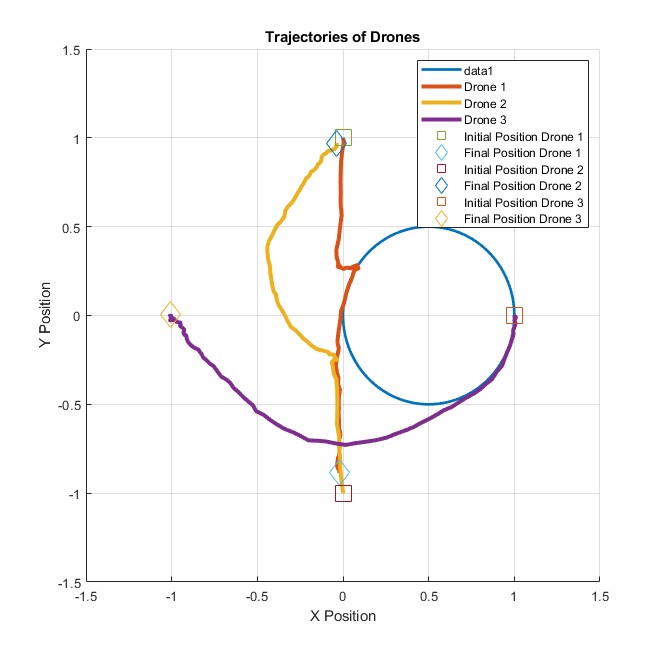 Trajectories of Drones
data1
Drone 1
Drone 2
Drone 3
Initial Position Drone 1
Final Position Drone 1
Initial Position Drone 2
Final Position Drone 2
Initial Position Drone 3
Final Position Drone 3
1.5
1
0.5
0
-0.5
-1
-1.5
Y Position
-1.5
-1
-0.5
0
0.5
1
1.5
X Position